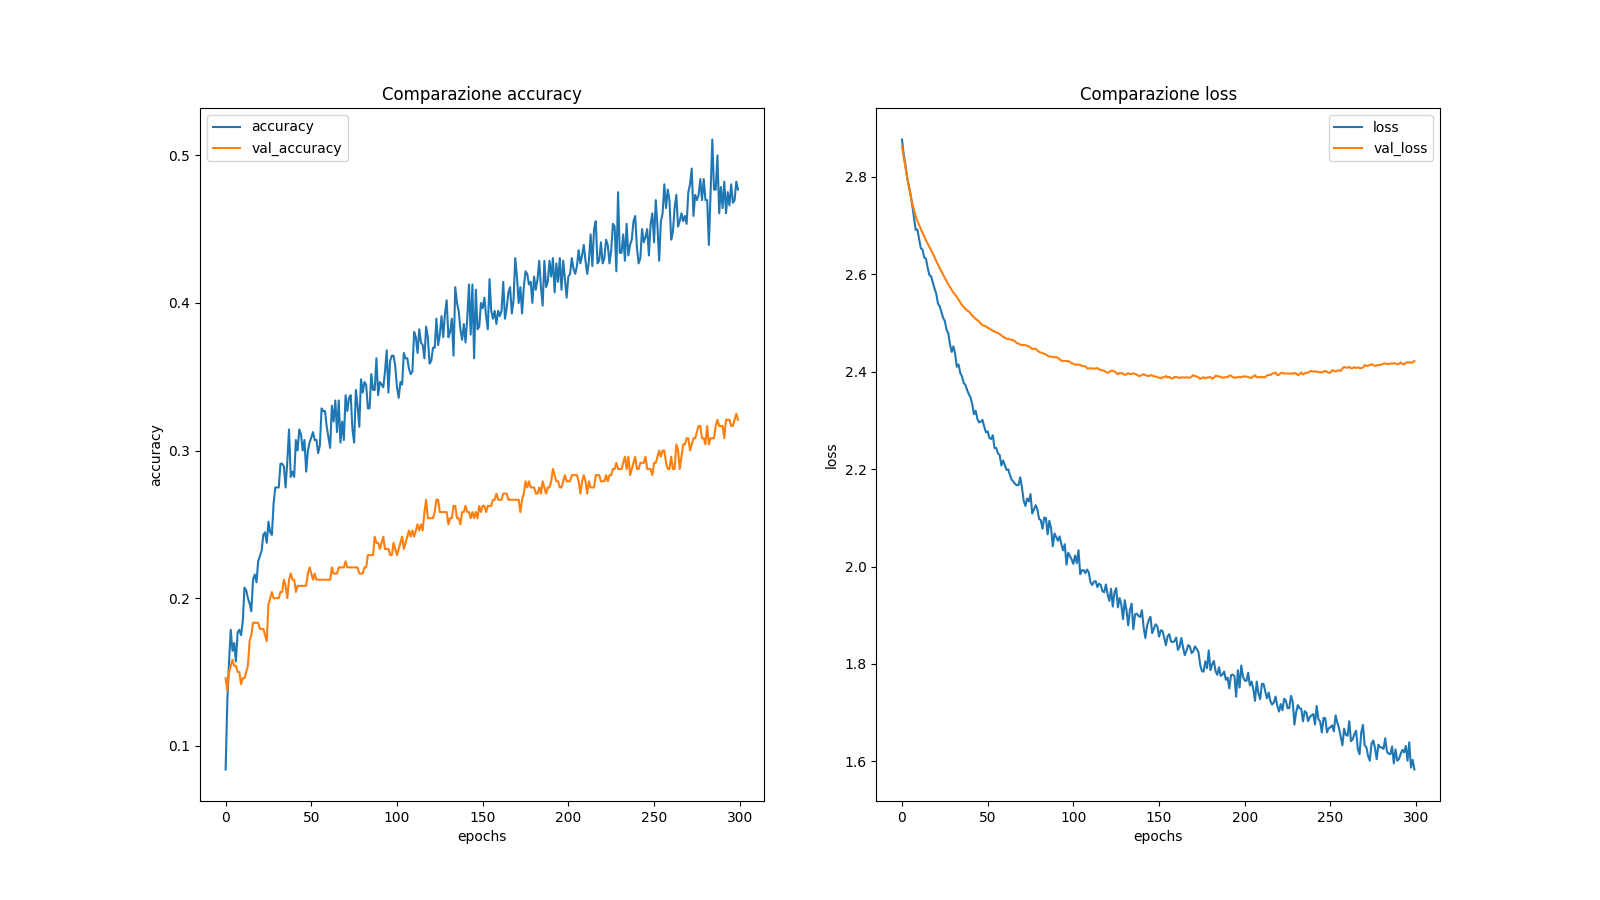 Comparazione accuracy
accuracy
val_accuracy
0.5
0.4
0.3
0.2
0.1
accuracy
0 50 100 150 200 250 300
epochs
Comparazione loss
loss
val_loss
2.8
2.6
2.4
2.2
2.0
1.8
1.6
loss
0 50 100 150 200 250 300
epochs